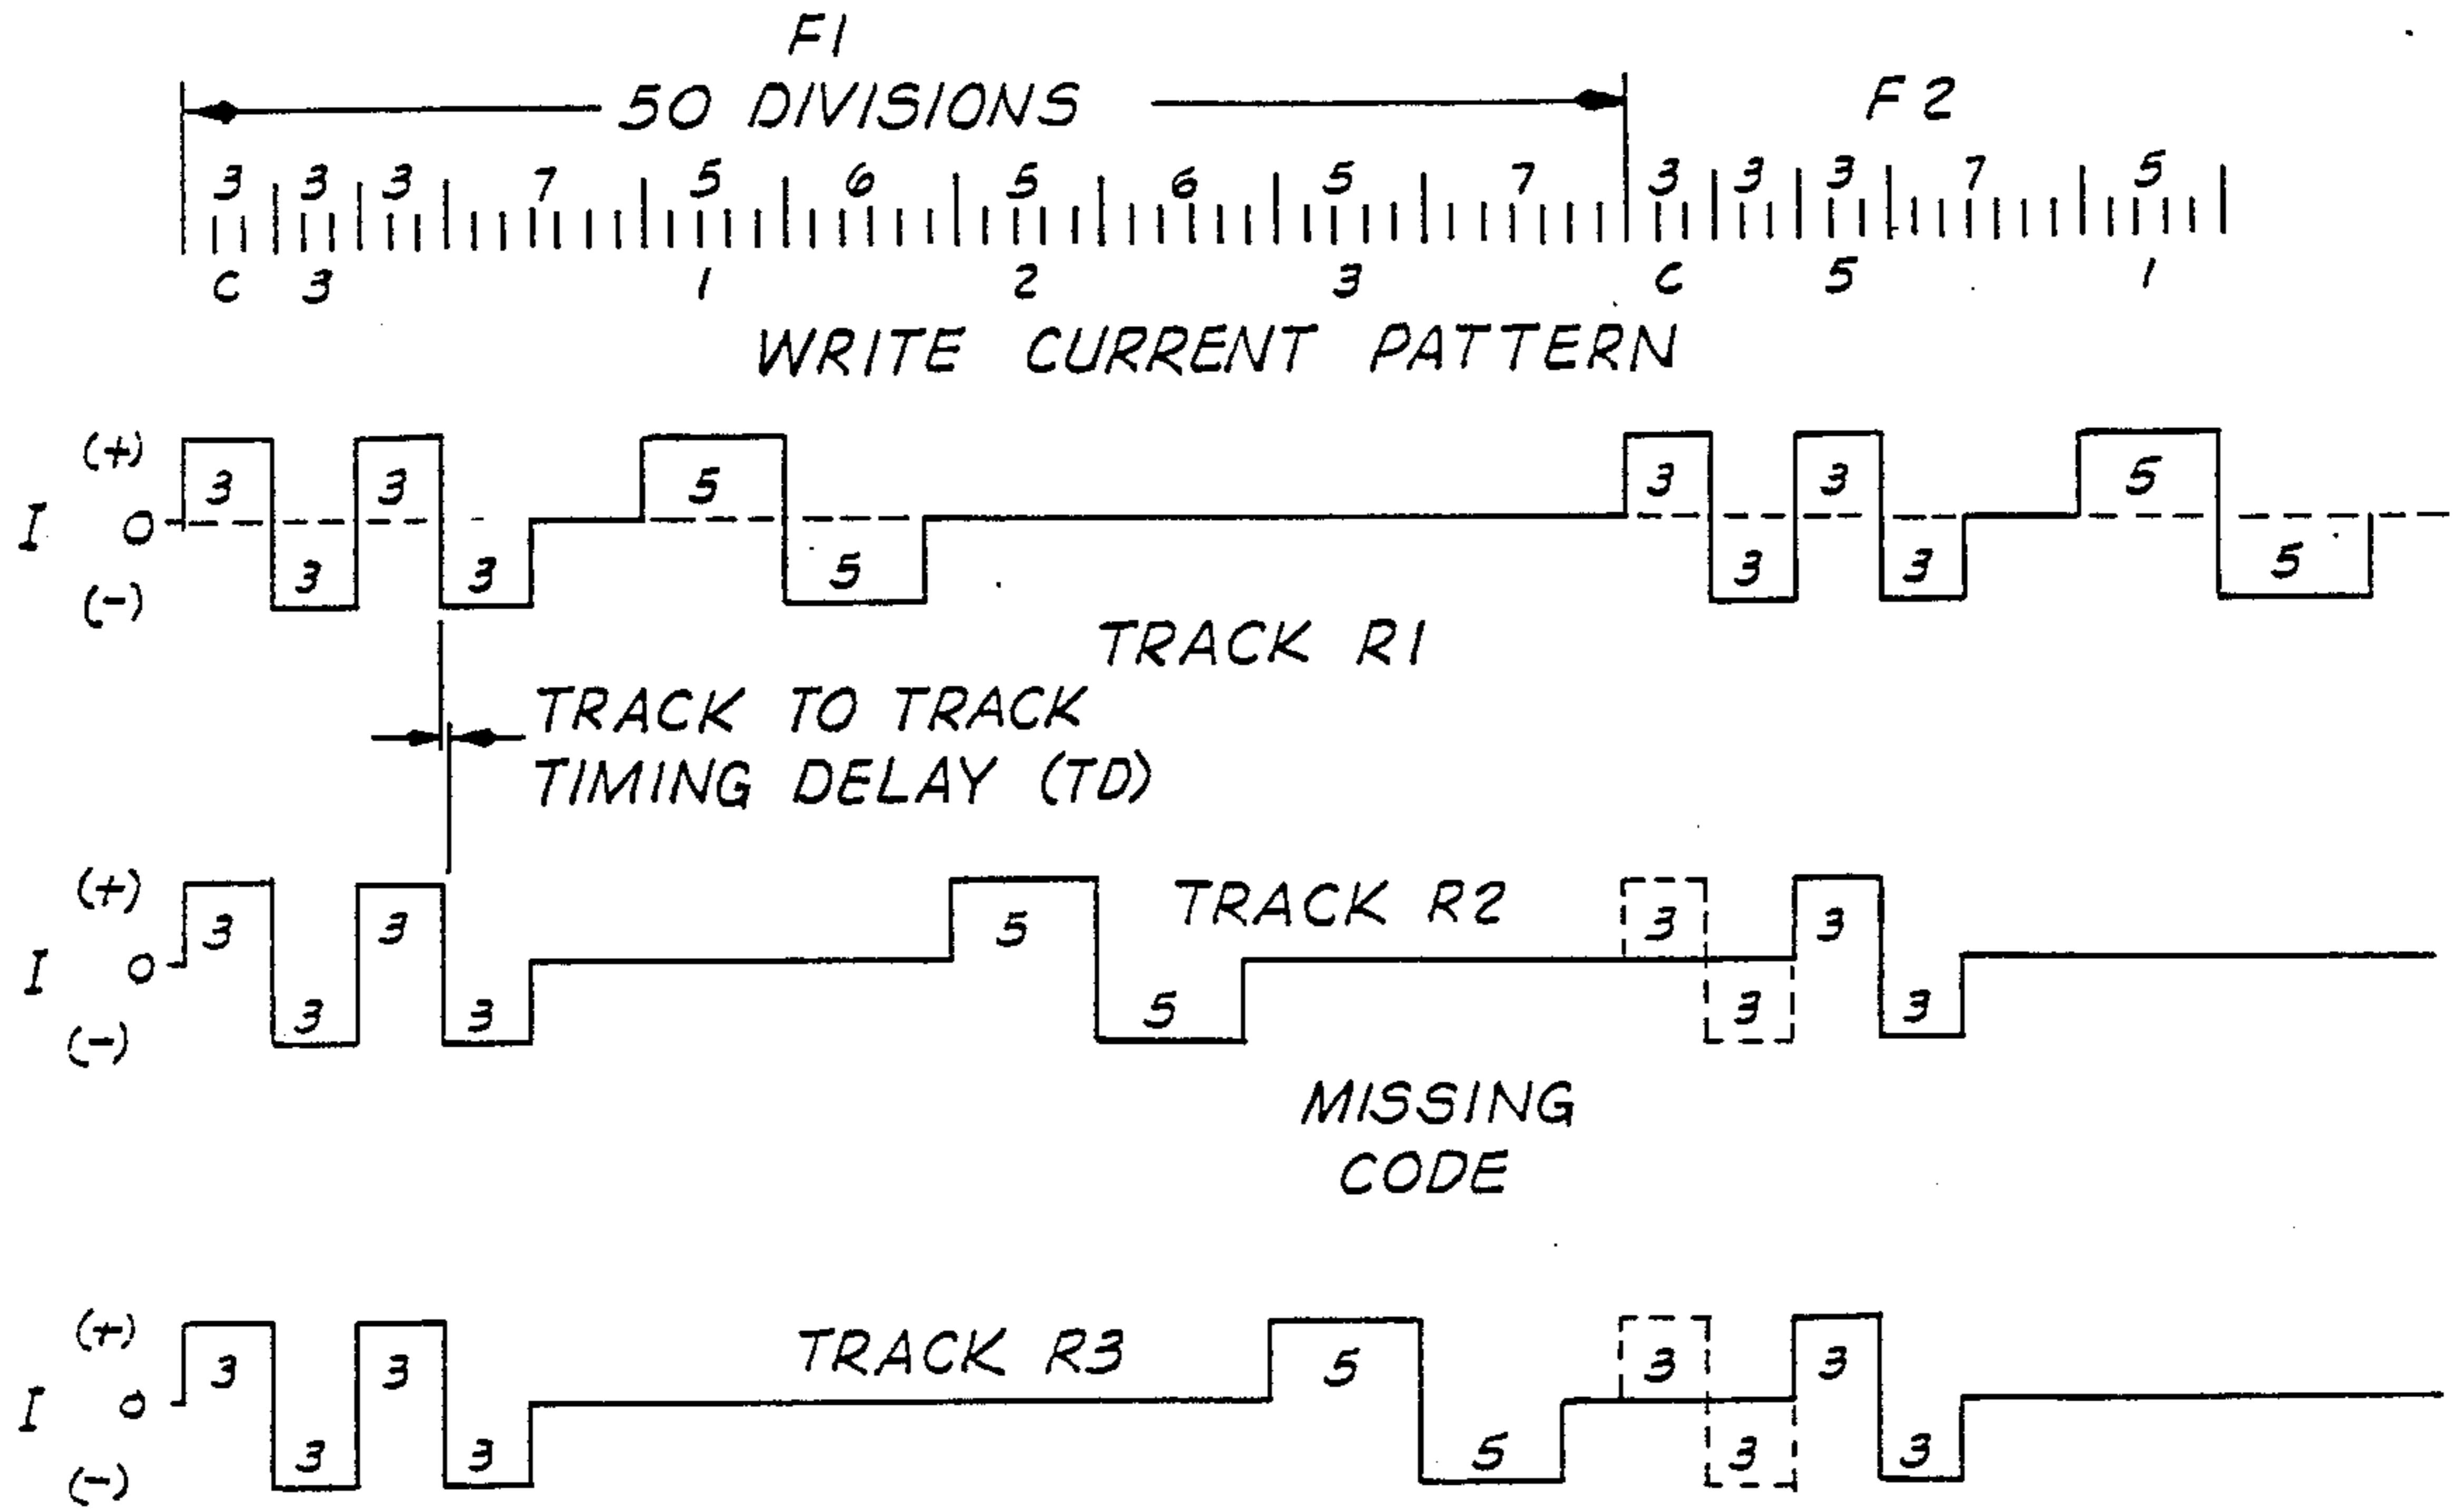 F1
50 DIVISIONS F2
3 3 3 7 5 6 5 6 5 7 3 3 3 7 5
C 3 1 2 3 C 5 1
WRITE CURRENT PATTERN
(+)
3 3 5 3 3 5
I 0
3 3 5 3 3 5
(-)
TRACK R1
TRACK TO TRACK
TIMING DELAY (TD)
(+)
3 3 5 TRACK R2 3 3
I 0
3 3 5 3 3
(-)
MISSING
CODE
(+)
3 3 TRACK R3 5 3 3
I 0
3 3 5 3 3
(-)